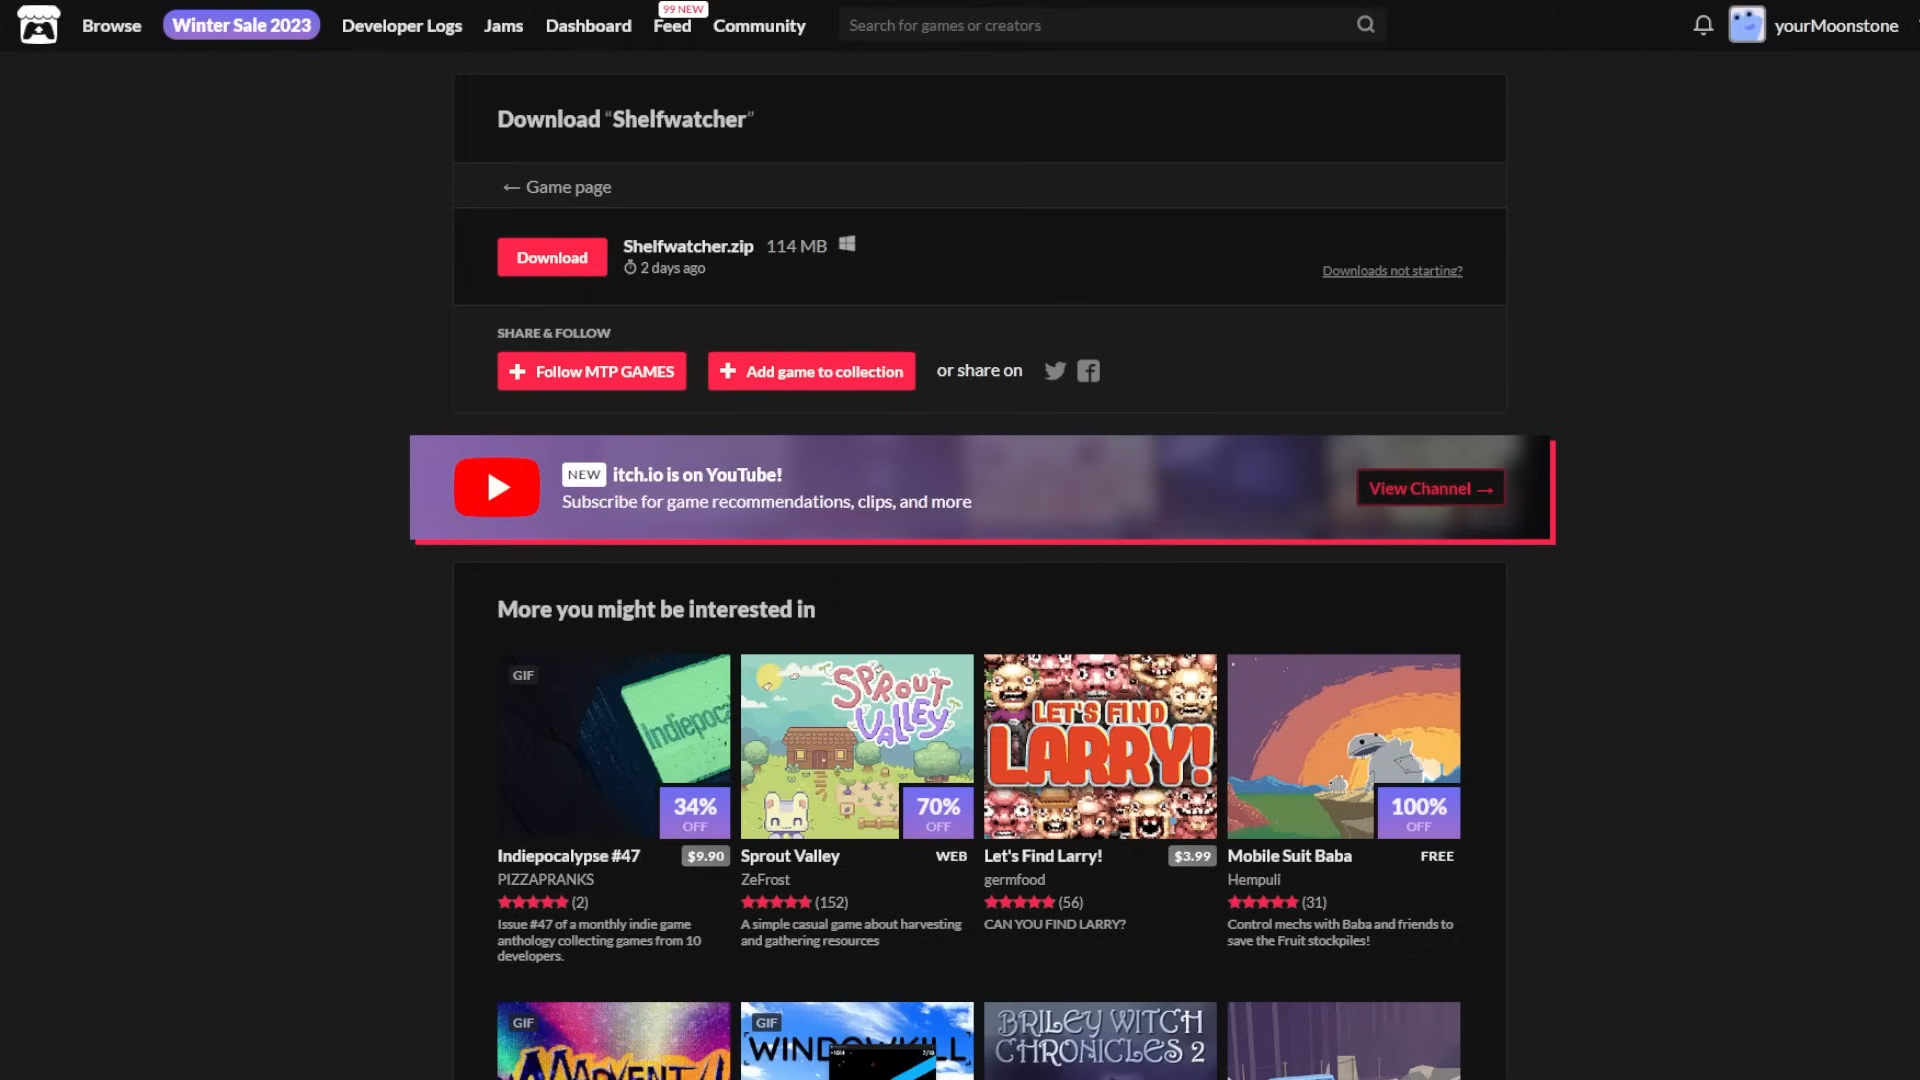 Browse
Winter Sale 2023
Developer Logs
Jams
Dashboard
99 NEW
Feed
Community
Search for games or creators
yourMoonstone
Download “Shelfwatcher”
← Game page
Download
Shelfwatcher.zip 114 MB
2 days ago
Downloads not starting?
SHARE & FOLLOW
Follow MTP GAMES
Add game to collection
or share on
NEW itch.io is on YouTube!
Subscribe for game recommendations, clips, and more
View Channel →
More you might be interested in
GIF
Indiepoca
34%
OFF
Indiepocalypse #47 $9.90
PIZZAPRANKS
(2)
Issue #47 of a monthly indie game
anthology collecting games from 10
developers.
SPROUT
VALLEY
70%
OFF
Sprout Valley WEB
ZeFrost
(152)
A simple casual game about harvesting
and gathering resources
LET'S FIND
LARRY!
Let's Find Larry! $3.99
germfood
(56)
CAN YOU FIND LARRY?
100%
OFF
Mobile Suit Baba FREE
Hempuli
(31)
Control mechs with Baba and friends to
save the Fruit stockpiles!
GIF
GIF
WINDOWKILL
BRILEY WITCH
CHRONICLES 2